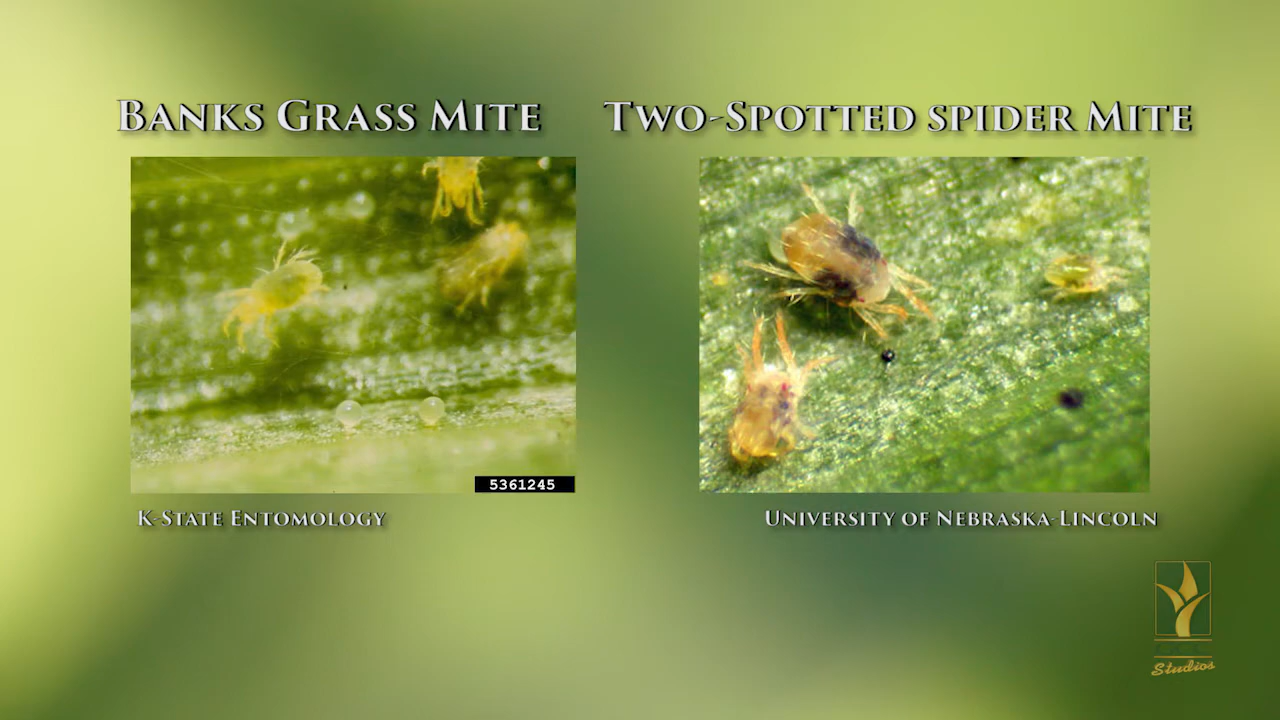 Banks Grass Mite
Two-Spotted spider Mite
5361245
K-State Entomology
University of Nebraska-Lincoln
Studios